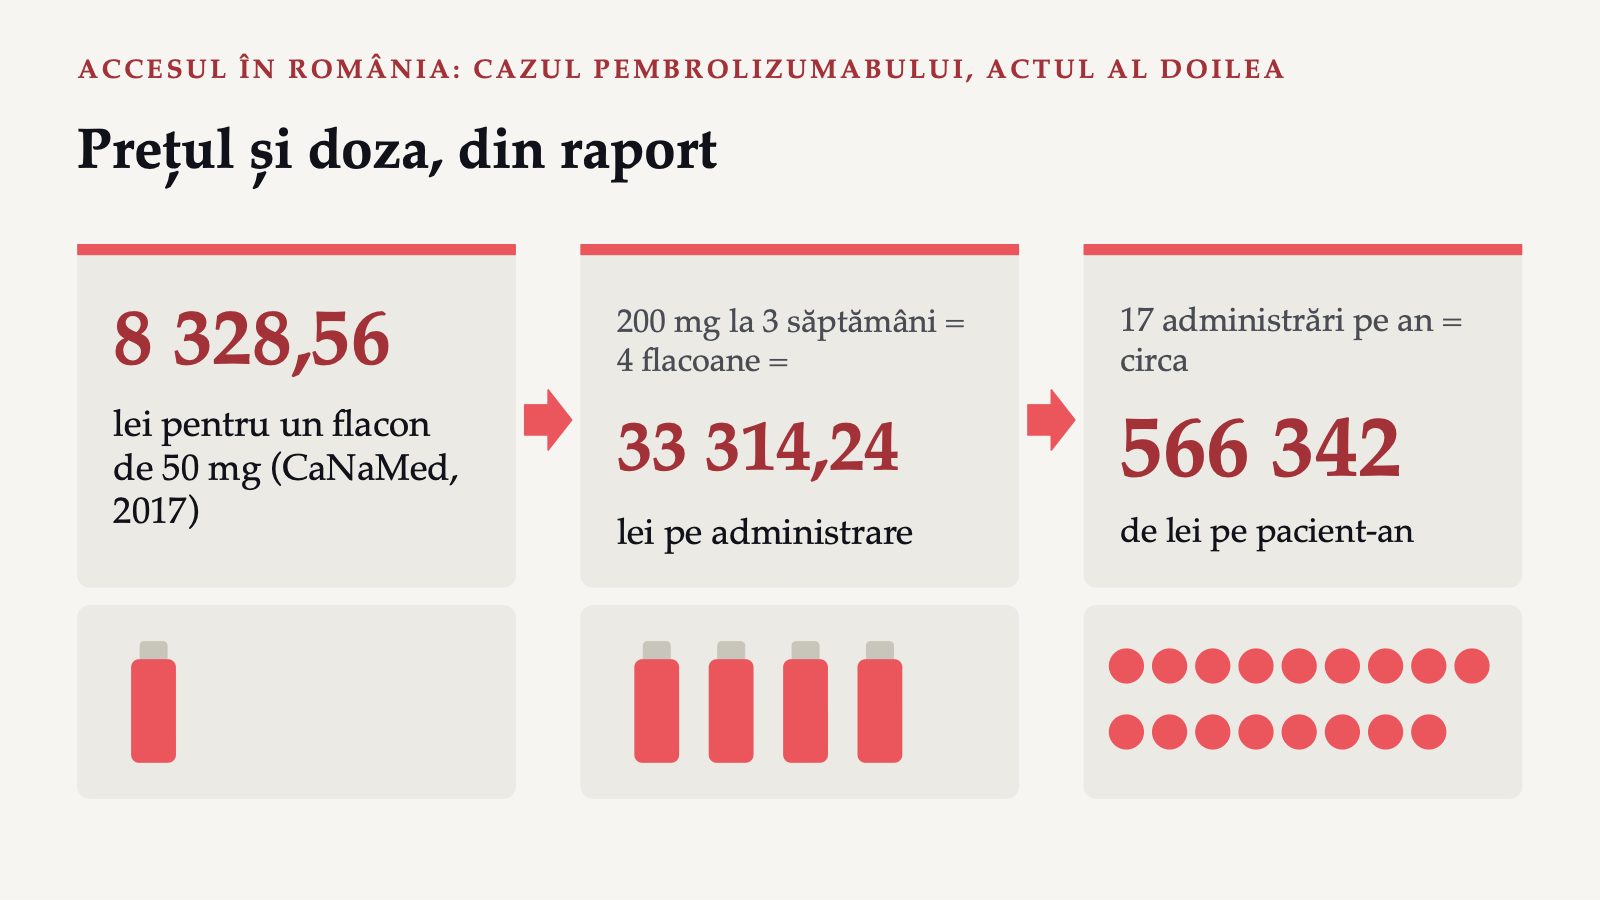 ACCESUL ÎN ROMÂNIA: CAZUL PEMBROLIZUMABULUI, ACTUL AL DOILEA
Prețul și doza, din raport
8 328,56
lei pentru un flacon
de 50 mg (CaNaMed,
2017)
200 mg la 3 săptămâni =
4 flacoane =
33 314,24
lei pe administrare
17 administrări pe an =
circa
566 342
de lei pe pacient-an